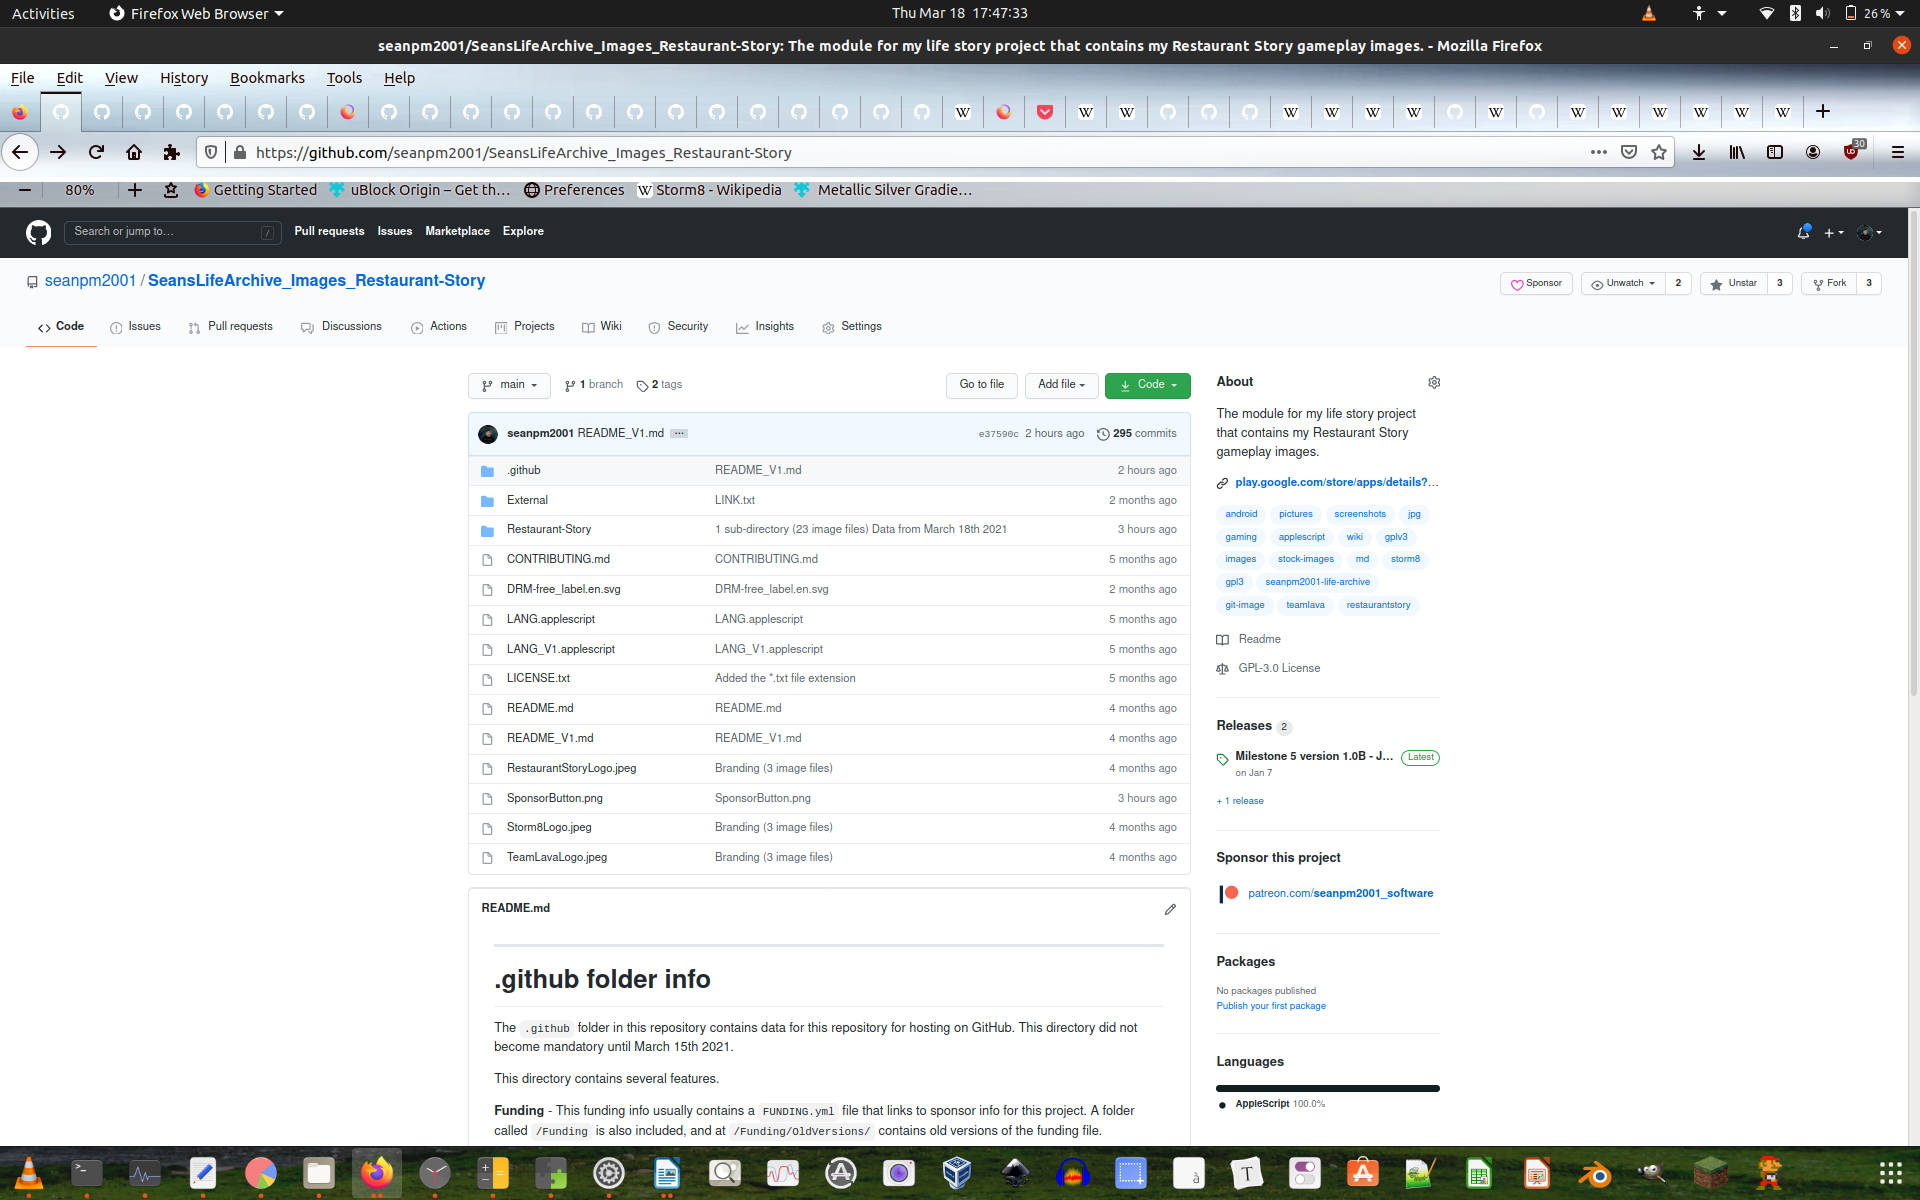 Activities Firefox Web Browser Thu Mar 18 17:47:33 26 %
seanpm2001/SeansLifeArchive_Images_Restaurant-Story: The module for my life story project that contains my Restaurant Story gameplay images. - Mozilla Firefox
File Edit View History Bookmarks Tools Help
https://github.com/seanpm2001/SeansLifeArchive_Images_Restaurant-Story 30
80% Getting Started uBlock Origin – Get th… Preferences Storm8 - Wikipedia Metallic Silver Gradie…
Search or jump to… / Pull requests Issues Marketplace Explore
seanpm2001 / SeansLifeArchive_Images_Restaurant-Story Sponsor Unwatch 2 Unstar 3 Fork 3
Code Issues Pull requests Discussions Actions Projects Wiki Security Insights Settings
main 1 branch 2 tags Go to file Add file Code
seanpm2001 README_V1.md e37590c 2 hours ago 295 commits
.github README_V1.md 2 hours ago
External LINK.txt 2 months ago
Restaurant-Story 1 sub-directory (23 image files) Data from March 18th 2021 3 hours ago
CONTRIBUTING.md CONTRIBUTING.md 5 months ago
DRM-free_label.en.svg DRM-free_label.en.svg 2 months ago
LANG.applescript LANG.applescript 5 months ago
LANG_V1.applescript LANG_V1.applescript 5 months ago
LICENSE.txt Added the *.txt file extension 5 months ago
README.md README.md 4 months ago
README_V1.md README_V1.md 4 months ago
RestaurantStoryLogo.jpeg Branding (3 image files) 4 months ago
SponsorButton.png SponsorButton.png 3 hours ago
Storm8Logo.jpeg Branding (3 image files) 4 months ago
TeamLavaLogo.jpeg Branding (3 image files) 4 months ago
README.md
.github folder info
The .github folder in this repository contains data for this repository for hosting on GitHub. This directory did not
become mandatory until March 15th 2021.
This directory contains several features.
Funding - This funding info usually contains a FUNDING.yml file that links to sponsor info for this project. A folder
called /Funding is also included, and at /Funding/OldVersions/ contains old versions of the funding file.
About
The module for my life story project
that contains my Restaurant Story
gameplay images.
play.google.com/store/apps/details?…
android pictures screenshots jpg
gaming applescript wiki gplv3
images stock-images md storm8
gpl3 seanpm2001-life-archive
git-image teamlava restaurantstory
Readme
GPL-3.0 License
Releases 2
Milestone 5 version 1.0B - J… Latest
on Jan 7
+ 1 release
Sponsor this project
patreon.com/seanpm2001_software
Packages
No packages published
Publish your first package
Languages
AppleScript 100.0%